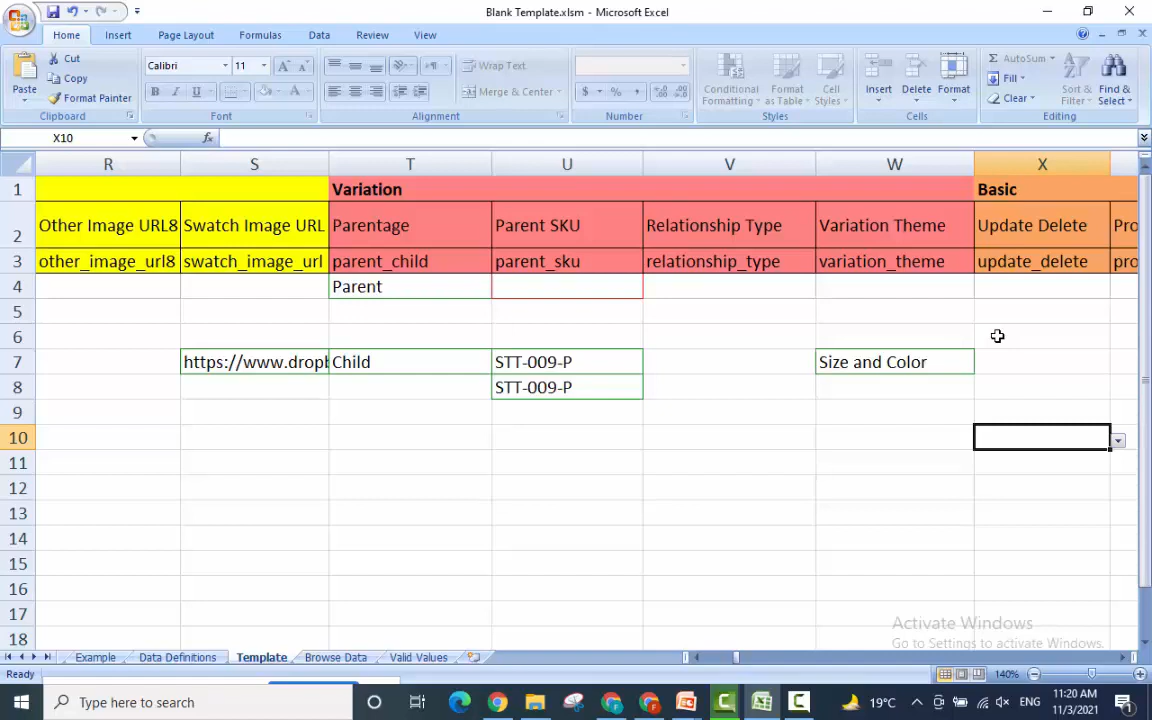 Blank Template.xlsm - Microsoft Excel
Home Insert Page Layout Formulas Data Review View
Paste Cut Calibri 11 Wrap Text Conditional Formatting Format as Table Cell Styles Insert Delete Format AutoSum Sort & Filter Find & Select
Copy Merge & Center $ % Fill
Format Painter B I U Clear
Clipboard Font Alignment Number Styles Cells Editing
X10 fx
R S T U V W X
1 Variation Basic
2 Other Image URL8 Swatch Image URL Parentage Parent SKU Relationship Type Variation Theme Update Delete Pro
3 other_image_url8 swatch_image_url parent_child parent_sku relationship_type variation_theme update_delete pro
4 Parent
5
6
7 https://www.dropb Child STT-009-P Size and Color
8 STT-009-P
9
10
11
12
13
14
15
16
17
18
Activate Windows
Go to Settings to activate Windows.
Example Data Definitions Template Browse Data Valid Values
Ready 140%
Type here to search 19°C ENG 11:20 AM
11/3/2021